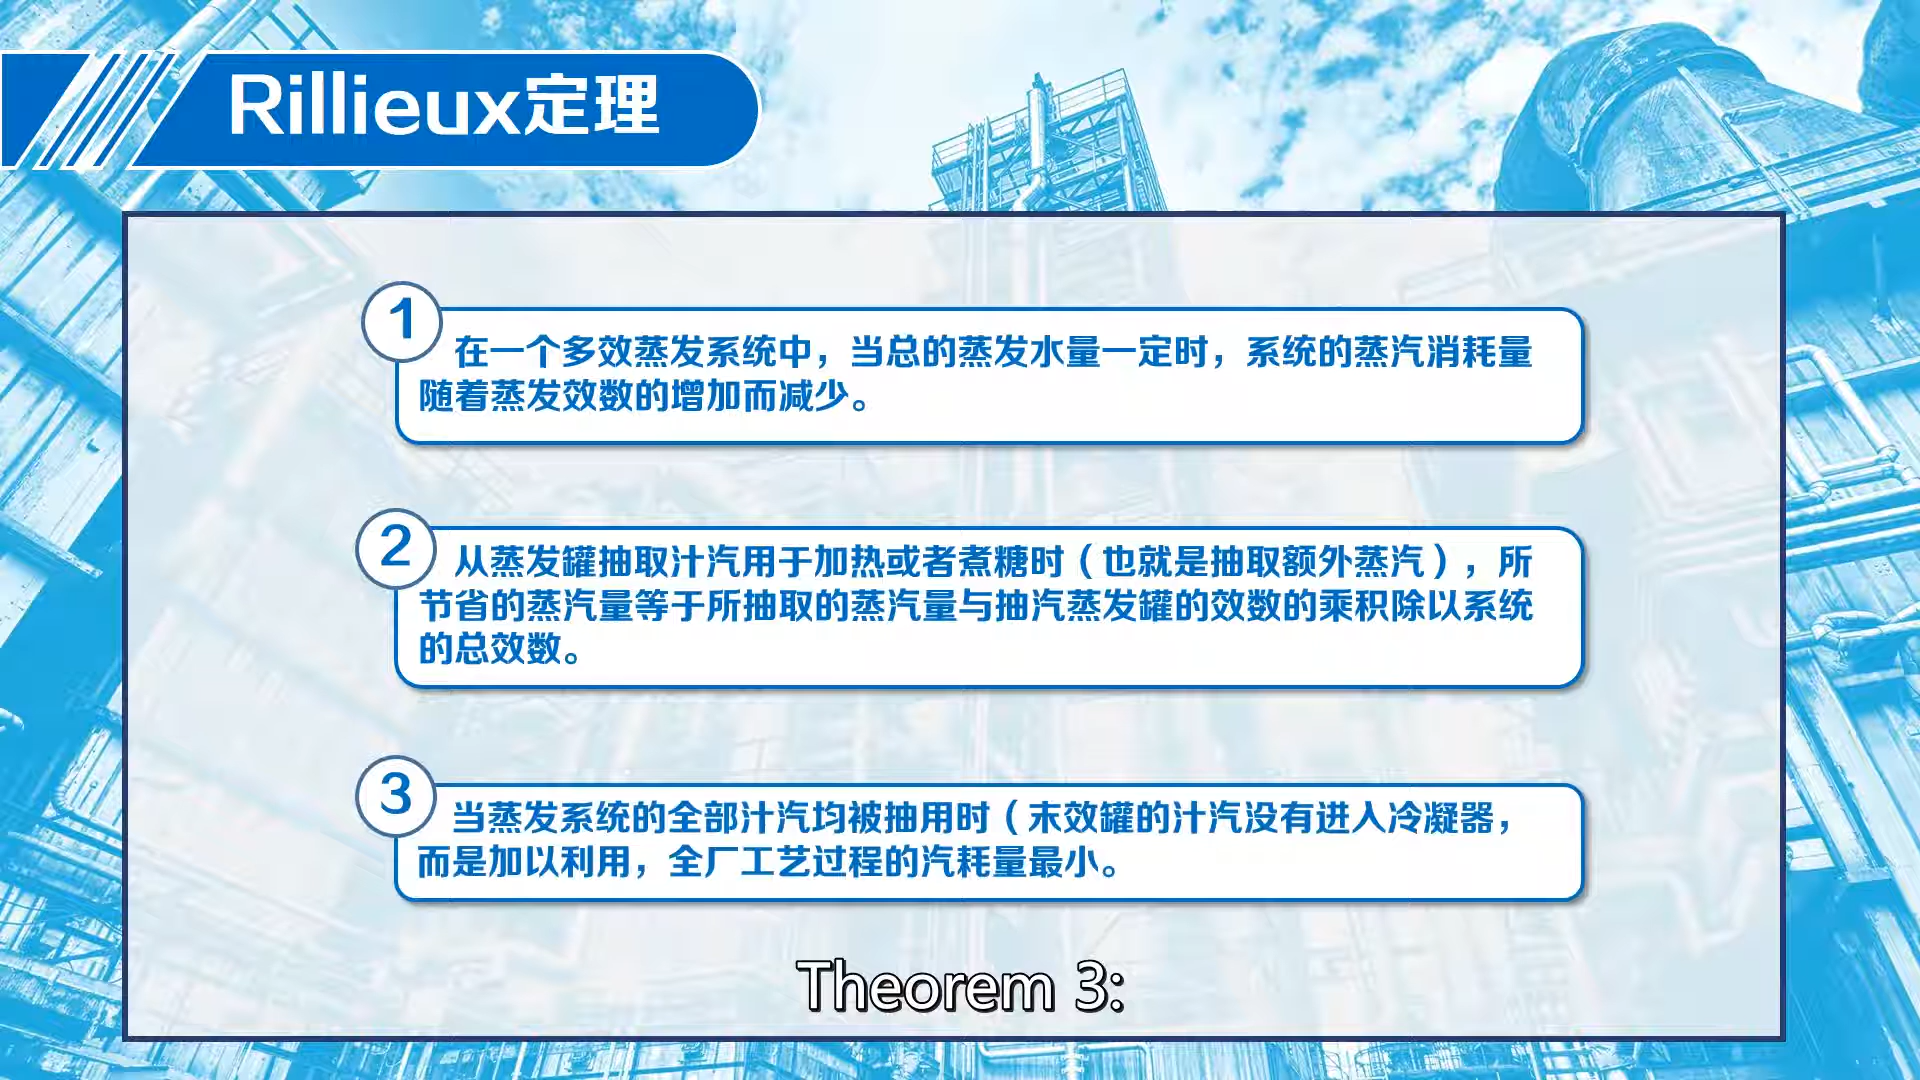 Rillieux定理
1
在一个多效蒸发系统中，当总的蒸发水量一定时，系统的蒸汽消耗量
随着蒸发效数的增加而减少。
2
从蒸发罐抽取汁汽用于加热或者煮糖时（也就是抽取额外蒸汽），所
节省的蒸汽量等于所抽取的蒸汽量与抽汽蒸发罐的效数的乘积除以系统
的总效数。
3
当蒸发系统的全部汁汽均被抽用时（末效罐的汁汽没有进入冷凝器，
而是加以利用，全厂工艺过程的汽耗量最小。
Theorem 3: